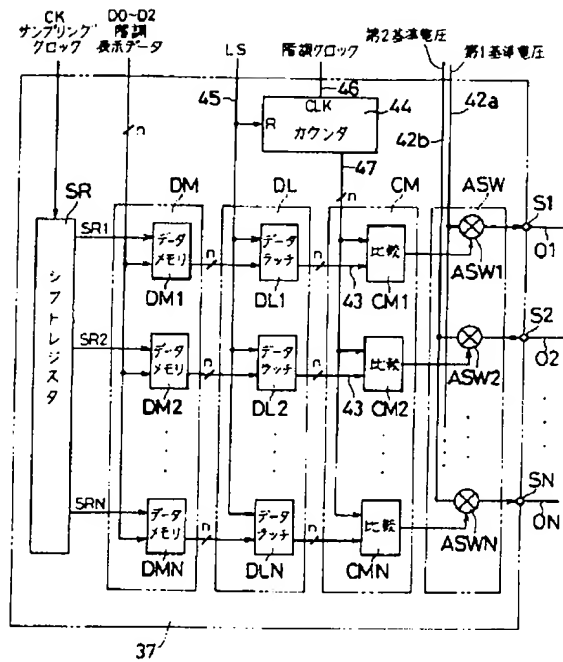 CK
サンプリング
クロック
D0~D2
階調
表示データ
LS
階調クロック
第2基準電圧
第1基準電圧
n
45
46
CLK
R
カウンタ
44
47
n
42b
42a
SR
DM
DL
CM
ASW
シフトレジスタ
SR1
データ
メモリ
DM1
n
データ
ラッチ
DL1
n
43
比較
CM1
ASW1
S1
O1
SR2
データ
メモリ
DM2
n
データ
ラッチ
DL2
n
43
比較
CM2
ASW2
S2
O2
SRN
データ
メモリ
DMN
n
データ
ラッチ
DLN
n
比較
CMN
ASWN
SN
ON
37